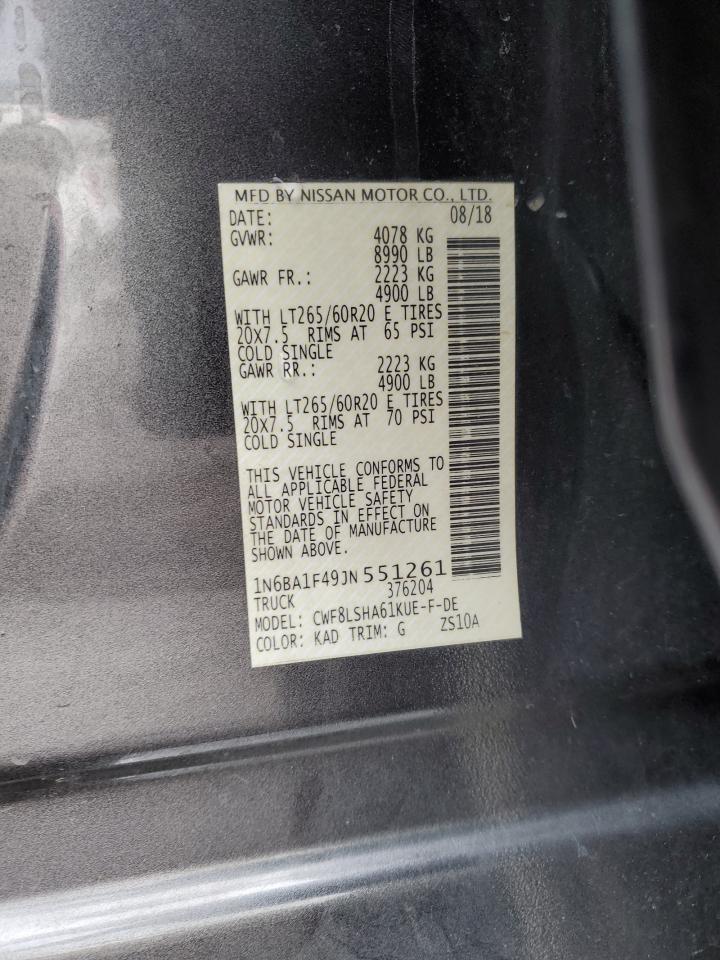 MFD BY NISSAN MOTOR CO., LTD.
DATE: 08/18
GVWR: 4078 KG
8990 LB
GAWR FR.: 2223 KG
4900 LB
WITH LT265/60R20 E TIRES
20X7.5 RIMS AT 65 PSI
COLD SINGLE
GAWR RR.: 2223 KG
4900 LB
WITH LT265/60R20 E TIRES
20X7.5 RIMS AT 70 PSI
COLD SINGLE
THIS VEHICLE CONFORMS TO
ALL APPLICABLE FEDERAL
MOTOR VEHICLE SAFETY
STANDARDS IN EFFECT ON
THE DATE OF MANUFACTURE
SHOWN ABOVE.
1N6BA1F49JN551261
TRUCK 376204
MODEL: CWF8LSHA61KUE-F-DE
COLOR: KAD TRIM: G ZS10A